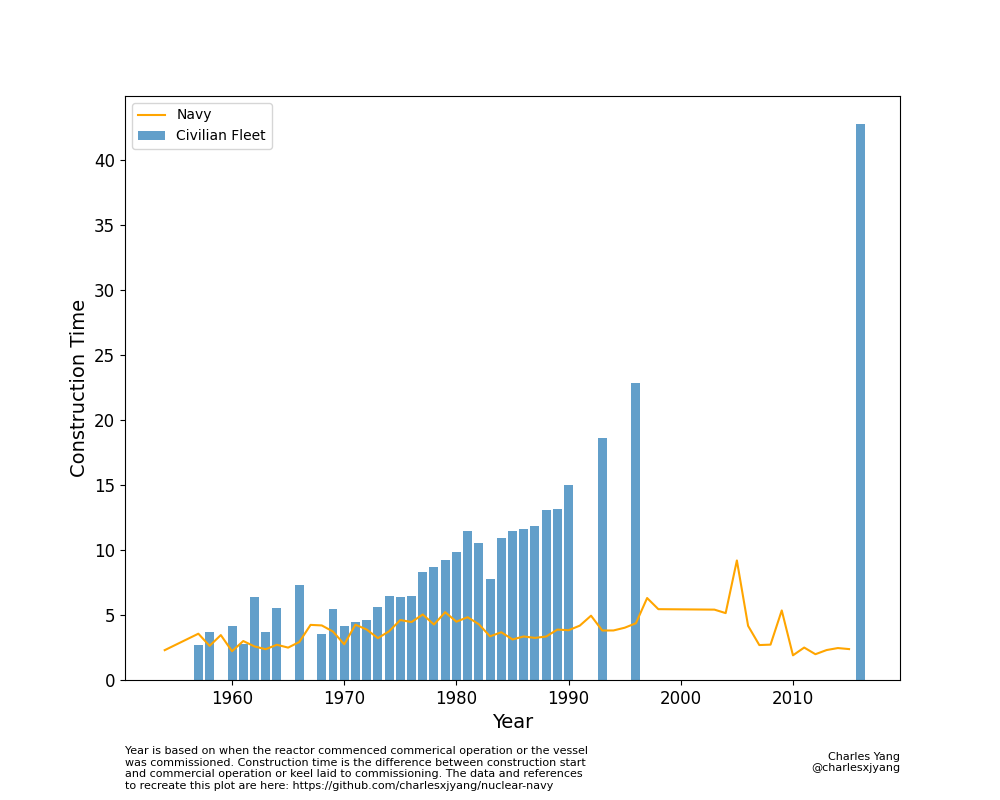 Navy
Civilian Fleet
40
35
30
25
20
15
10
5
0
Construction Time
1960 1970 1980 1990 2000 2010
Year
Year is based on when the reactor commenced commerical operation or the vessel
was commissioned. Construction time is the difference between construction start
and commercial operation or keel laid to commissioning. The data and references
to recreate this plot are here: https://github.com/charlesxjyang/nuclear-navy
Charles Yang
@charlesxjyang